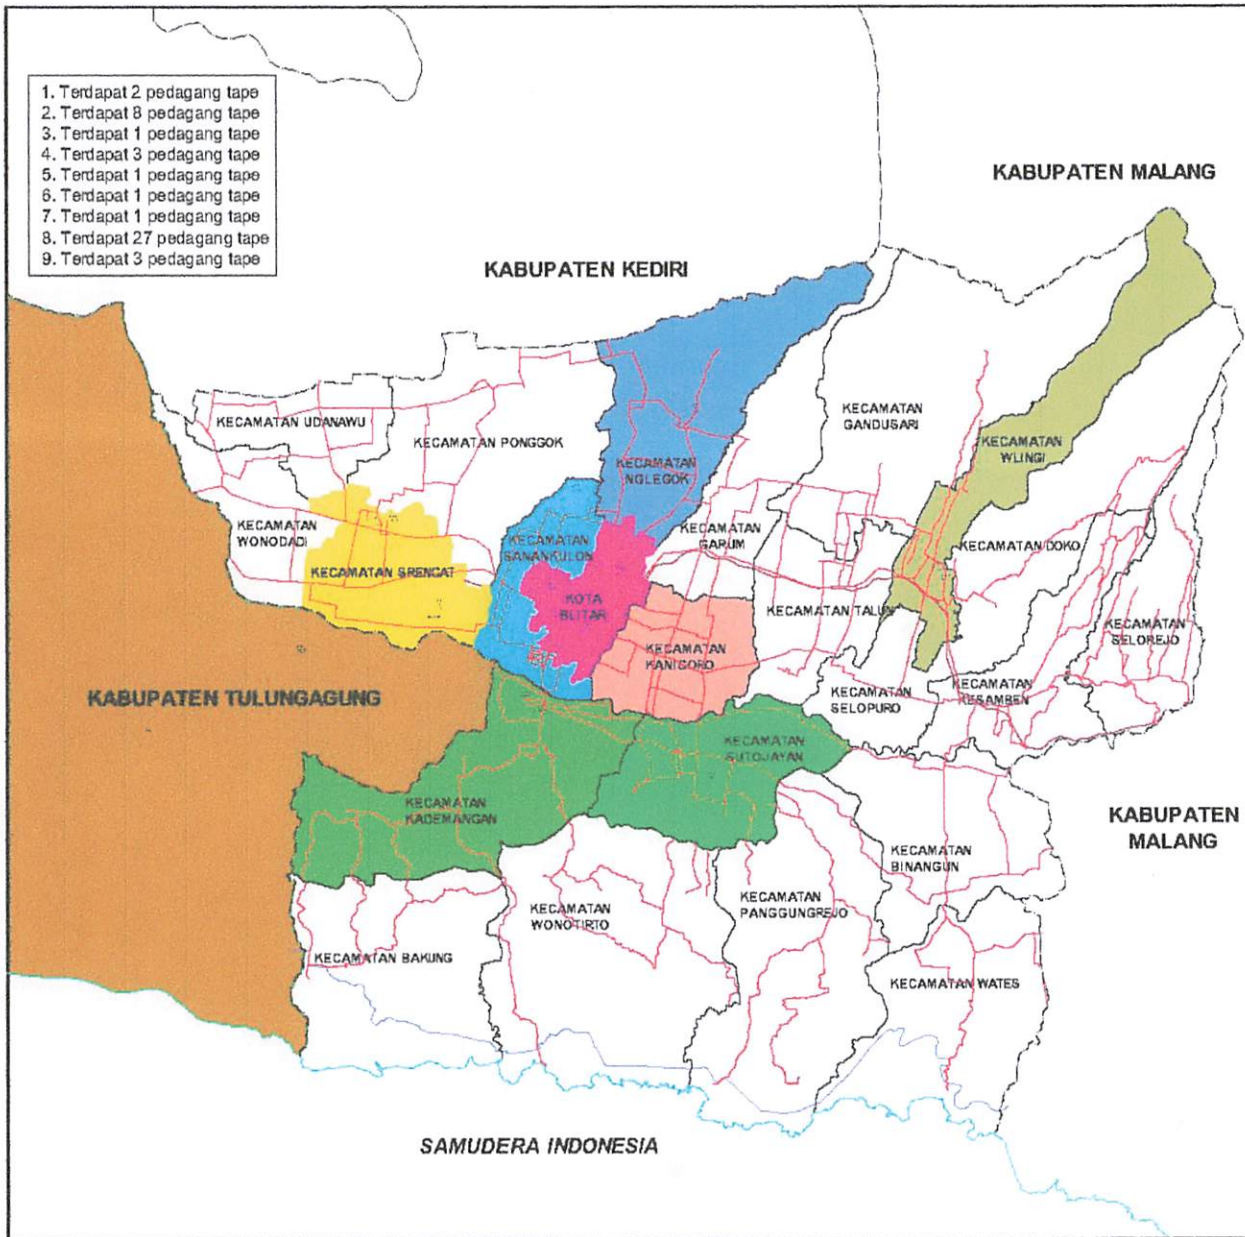 1. Terdapat 2 pedagang tape
2. Terdapat 8 pedagang tape
3. Terdapat 1 pedagang tape
4. Terdapat 3 pedagang tape
5. Terdapat 1 pedagang tape
6. Terdapat 1 pedagang tape
7. Terdapat 1 pedagang tape
8. Terdapat 27 pedagang tape
9. Terdapat 3 pedagang tape
KABUPATEN MALANG
KABUPATEN KEDIRI
KECAMATAN UDANAWU
KECAMATAN PONGGOK
KECAMATAN
GANDUSARI
KECAMATAN
WLINGI
KECAMATAN
NGLEGOK
KECAMATAN
WONODADI
KECAMATAN
SANANKULON
KECAMATAN
GARUM
KECAMATAN DOKO
KECAMATAN SRENGAT
KOTA
BLITAR
KECAMATAN TALUN
KECAMATAN
SELOREJO
KECAMATAN
KANIGORO
KABUPATEN TULUNGAGUNG
KECAMATAN
SELOPURO
KECAMATAN
KESAMBEN
KECAMATAN
SUTOJAYAN
KECAMATAN
KADEMANGAN
KABUPATEN
MALANG
KECAMATAN
BINANGUN
KECAMATAN
PANGGUNGREJO
KECAMATAN
WONOTIRTO
KECAMATAN BAKUNG
KECAMATAN WATES
SAMUDERA INDONESIA